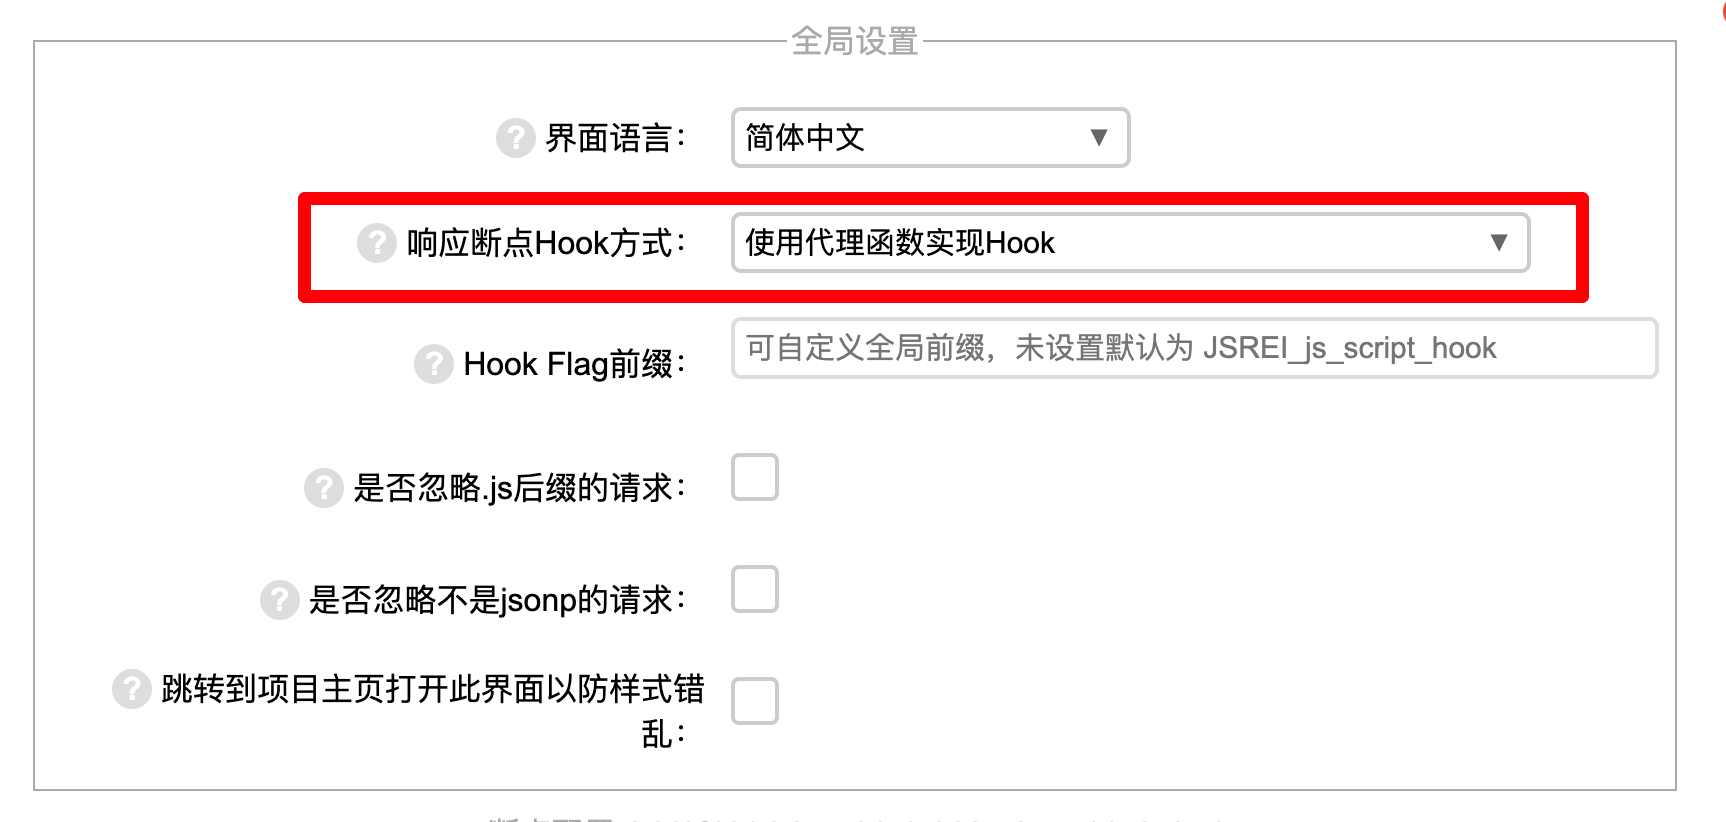 全局设置
? 界面语言：
简体中文 ▼
? 响应断点Hook方式：
使用代理函数实现Hook ▼
? Hook Flag前缀：
可自定义全局前缀，未设置默认为 JSREI_js_script_hook
? 是否忽略.js后缀的请求：
? 是否忽略不是jsonp的请求：
? 跳转到项目主页打开此界面以防样式错
乱：